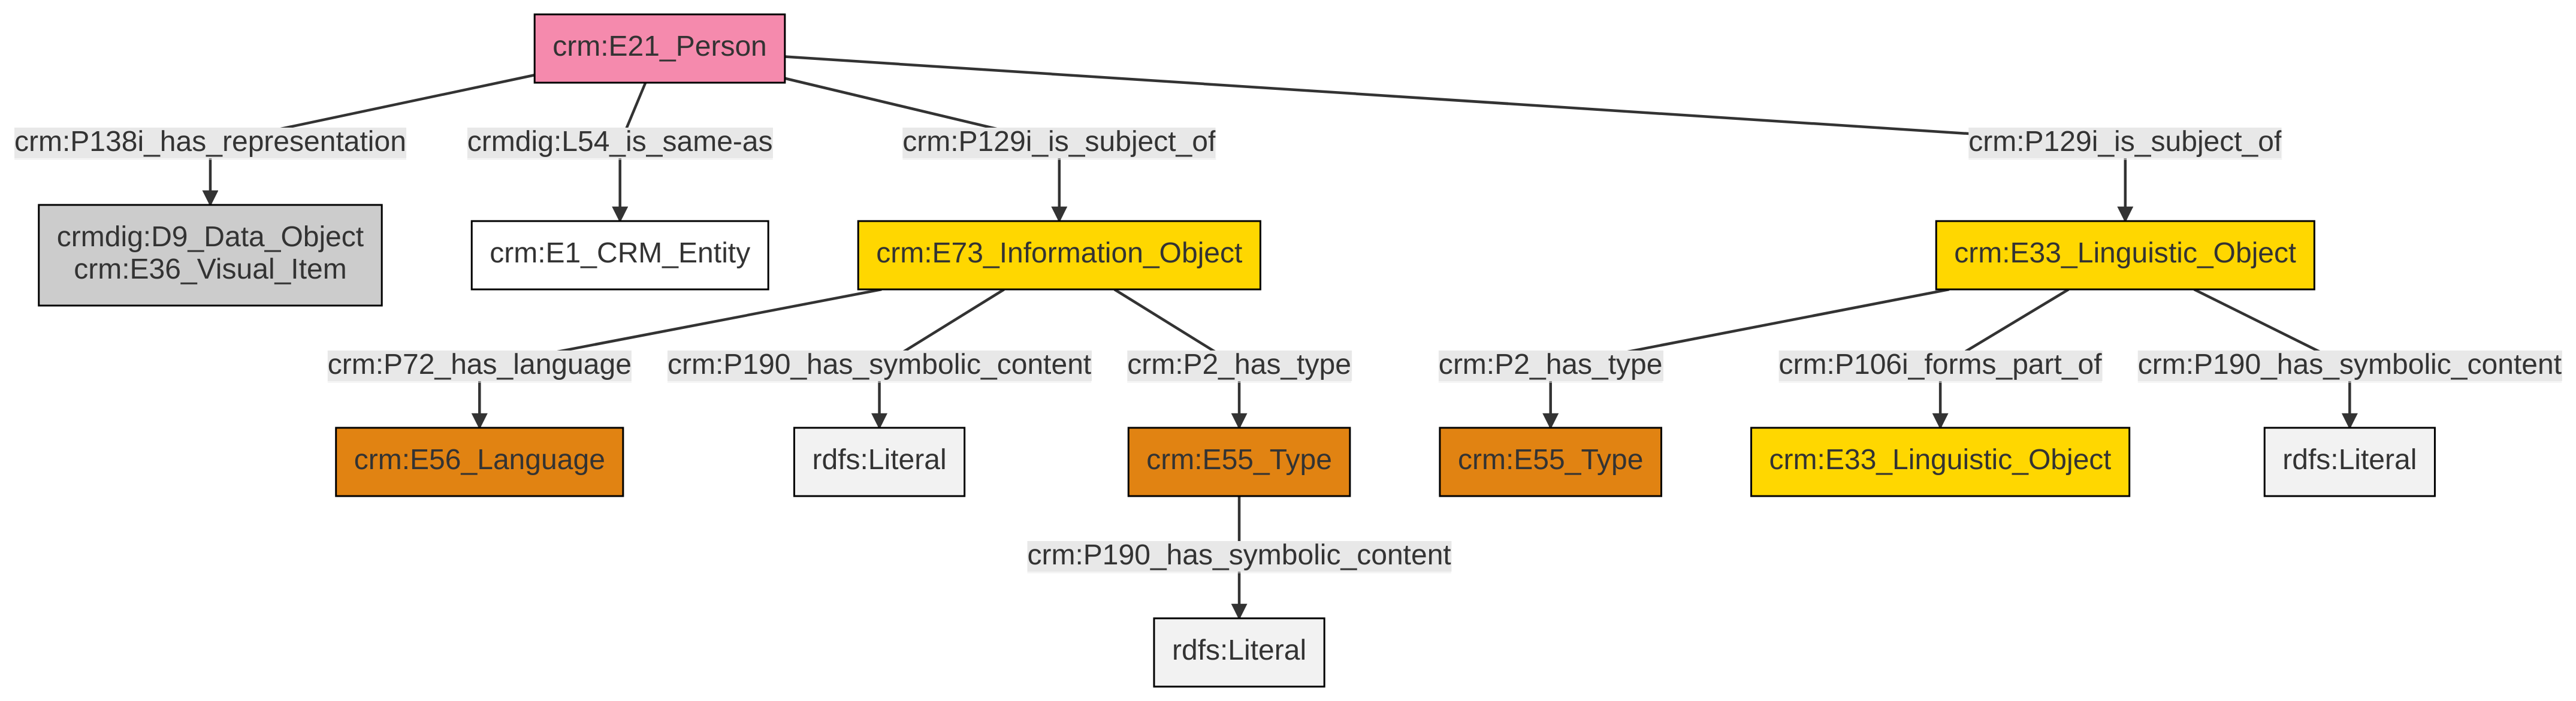 crm:E21_Person
crm:P138i_has_representation
crmdig:L54_is_same-as
crm:P129i_is_subject_of
crm:P129i_is_subject_of
crmdig:D9_Data_Object
crm:E36_Visual_Item
crm:E1_CRM_Entity
crm:E73_Information_Object
crm:E33_Linguistic_Object
crm:P72_has_language
crm:P190_has_symbolic_content
crm:P2_has_type
crm:P2_has_type
crm:P106i_forms_part_of
crm:P190_has_symbolic_content
crm:E56_Language
rdfs:Literal
crm:E55_Type
crm:E55_Type
crm:E33_Linguistic_Object
rdfs:Literal
crm:P190_has_symbolic_content
rdfs:Literal